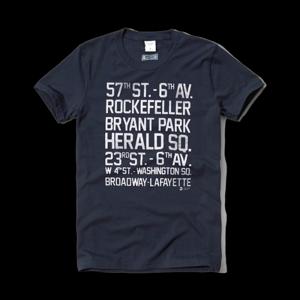 57TH ST. - 6TH AV.
ROCKEFELLER
BRYANT PARK
HERALD SQ.
23RD ST. - 6TH AV.
W 4TH ST. - WASHINGTON SQ.
BROADWAY-LAFAYETTE